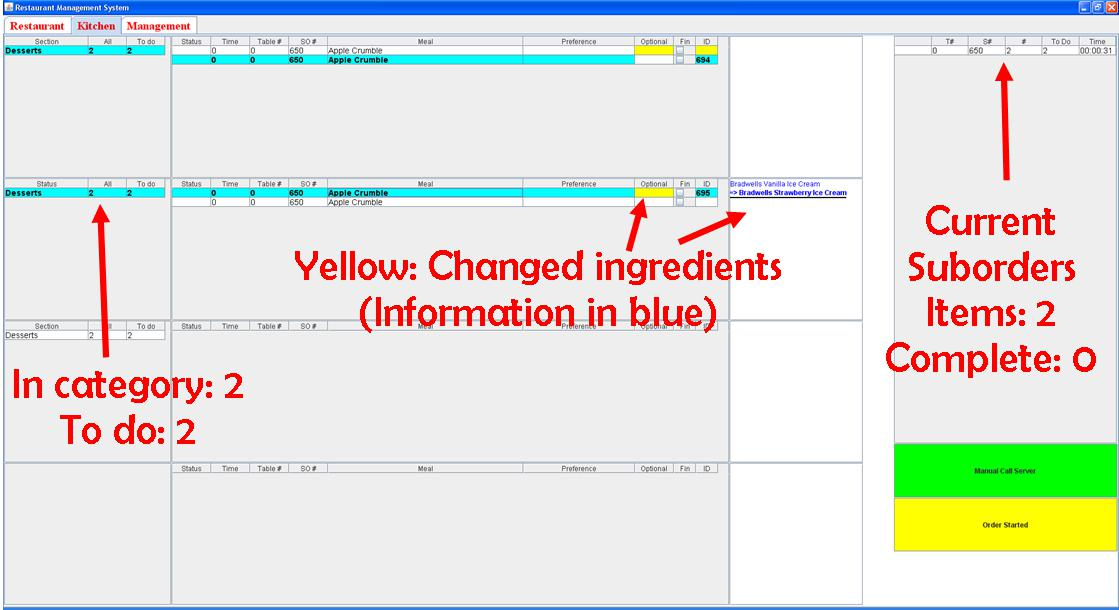 Restaurant Management System
Restaurant Kitchen Management
Section All To do
Desserts 2 2
Status Time Table # SO # Meal Preference Optional Fin ID
0 0 650 Apple Crumble
0 0 650 Apple Crumble 694
T# S# # To Do Time
0 650 2 2 00:00:31
Status All To do
Desserts 2 2
Status Time Table # SO # Meal Preference Optional Fin ID
0 0 650 Apple Crumble 695
0 0 650 Apple Crumble
Bradwells Vanilla Ice Cream
=> Bradwells Strawberry Ice Cream
Yellow: Changed ingredients
(Information in blue)
Current
Suborders
Items: 2
Complete: 0
Section All To do
Desserts 2 2
Status Time Table # SO # Meal Preference Optional Fin ID
In category: 2
To do: 2
Status Time Table # SO # Meal Preference Optional Fin ID
Manual Call Server
Order Started